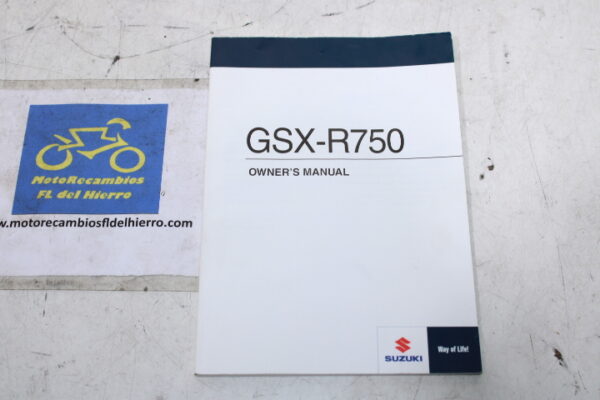 GSX-R750
OWNER'S MANUAL
SUZUKI
Way of Life!
MotoRecambios
FL del Hierro
www.motorecambiosfldelhierro.com